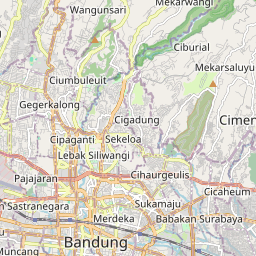 Mekarwangi
Wangunsari
Ciburial
Mekarsaluyu
Ciumbuleuit
Gegerkalong
Cigadung
Cimen
Cipaganti
Sekeloa
Lebak Siliwangi
Pajajaran
Cihaurgeulis
Cicaheum
Sastranegara
Sukamaju
Merdeka
Babakan Surabaya
Bandung
Muncang